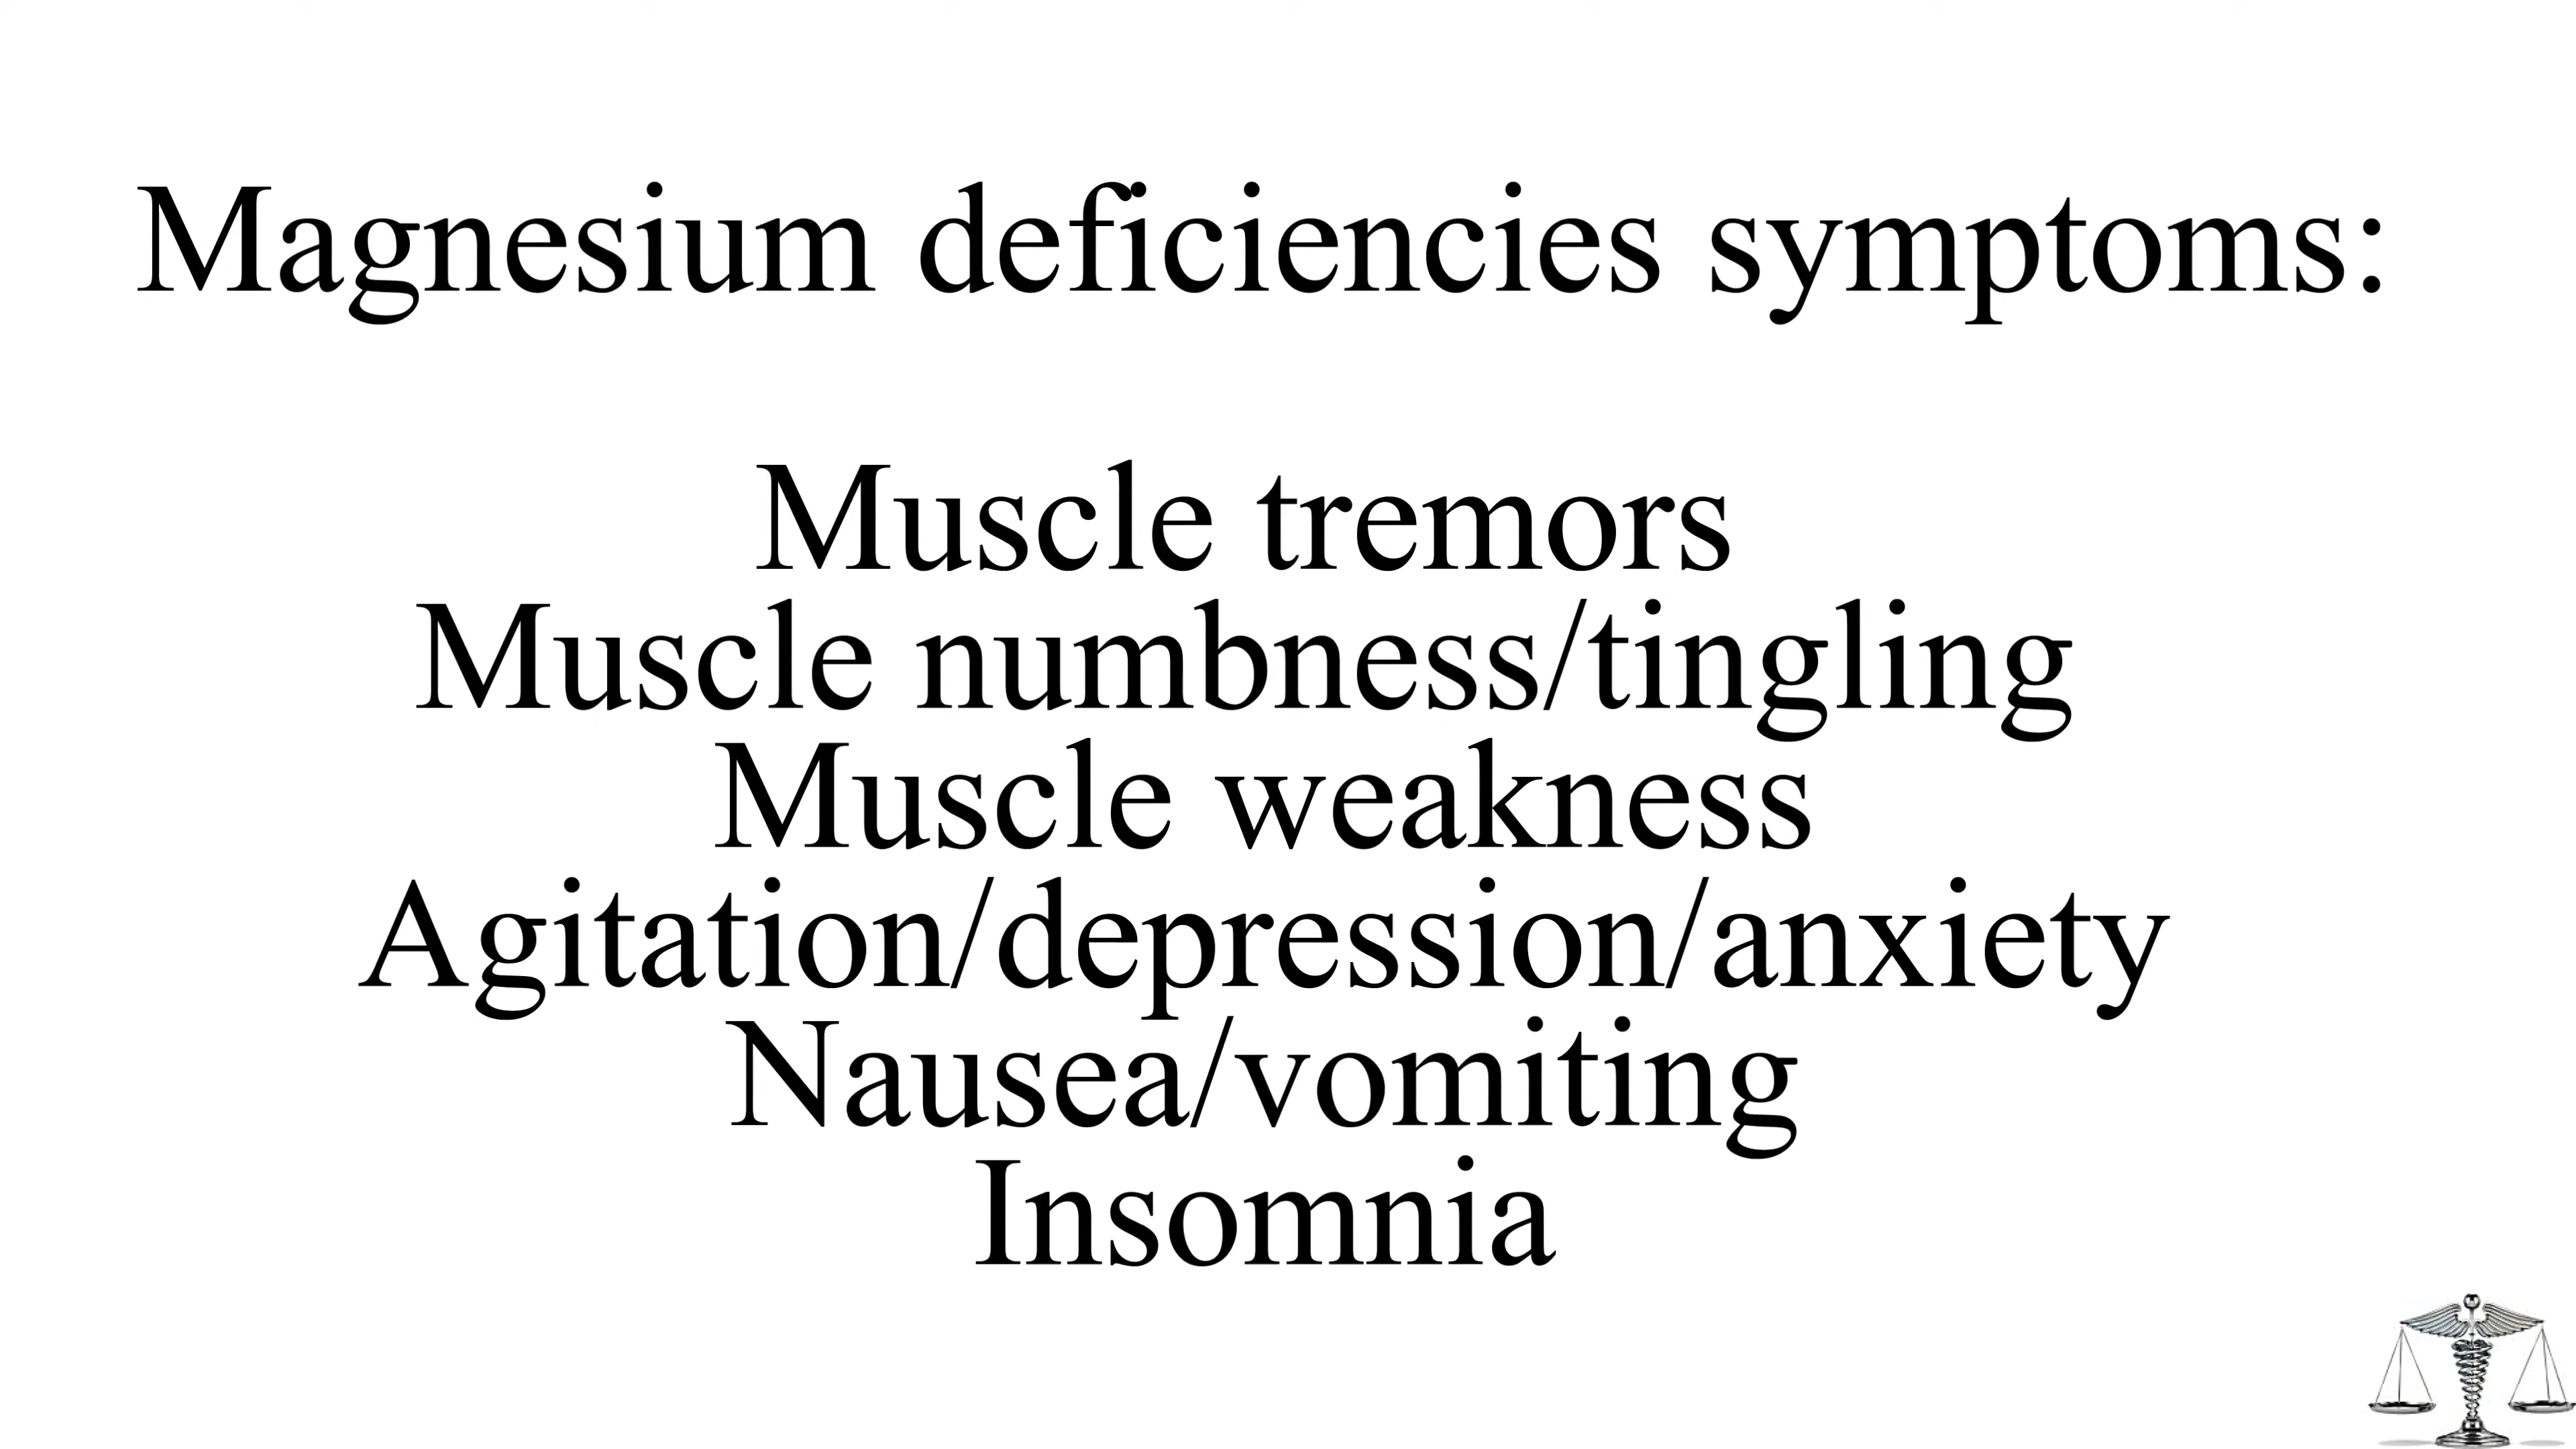 Magnesium deficiencies symptoms:
Muscle tremors
Muscle numbness/tingling
Muscle weakness
Agitation/depression/anxiety
Nausea/vomiting
Insomnia